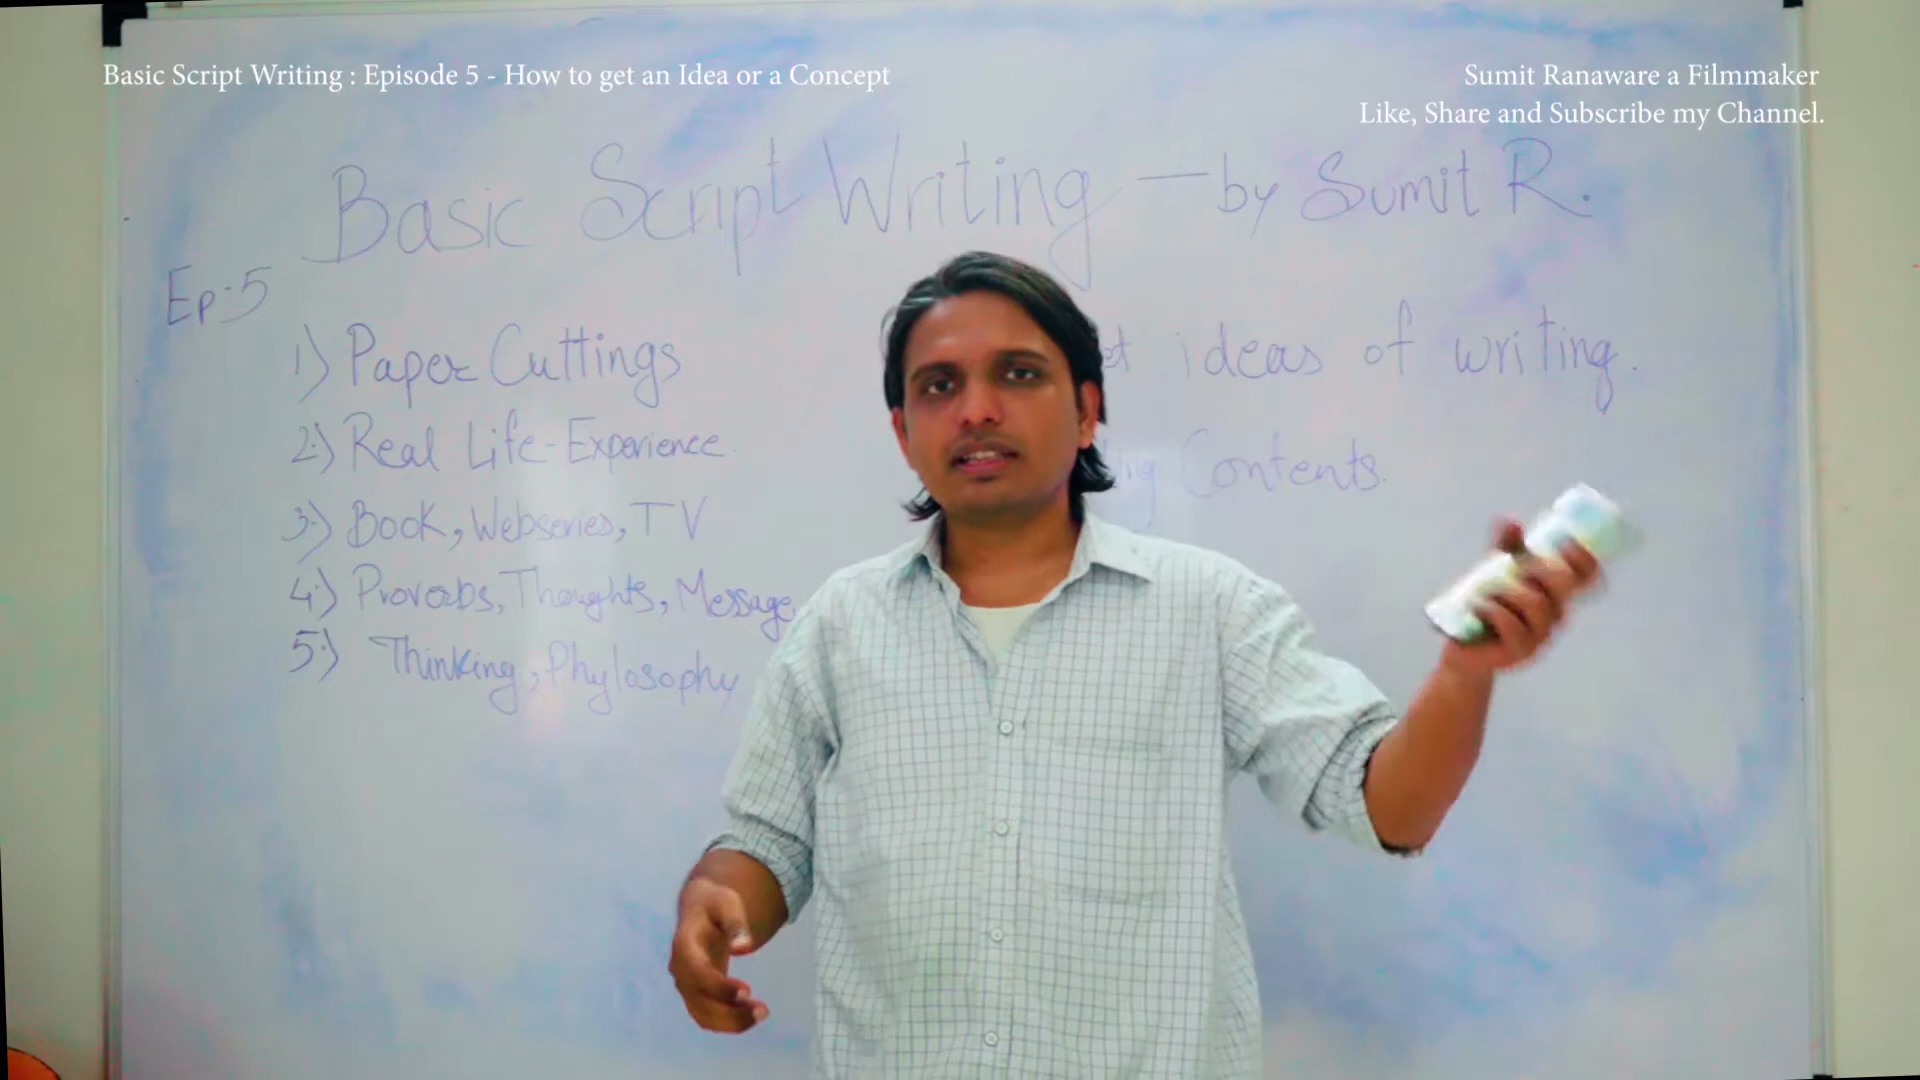 Basic Script Writing : Episode 5 - How to get an Idea or a Concept
Sumit Ranaware a Filmmaker
Like, Share and Subscribe my Channel.
Basic Script Writing - by Sumit R.
Ep:5
1) Paper Cuttings
ideas of writing.
2) Real Life-Experience
Contents.
3) Book, Webseries, TV
4) Proverbs, Thoughts, Message
5) Thinking, Phylosophy